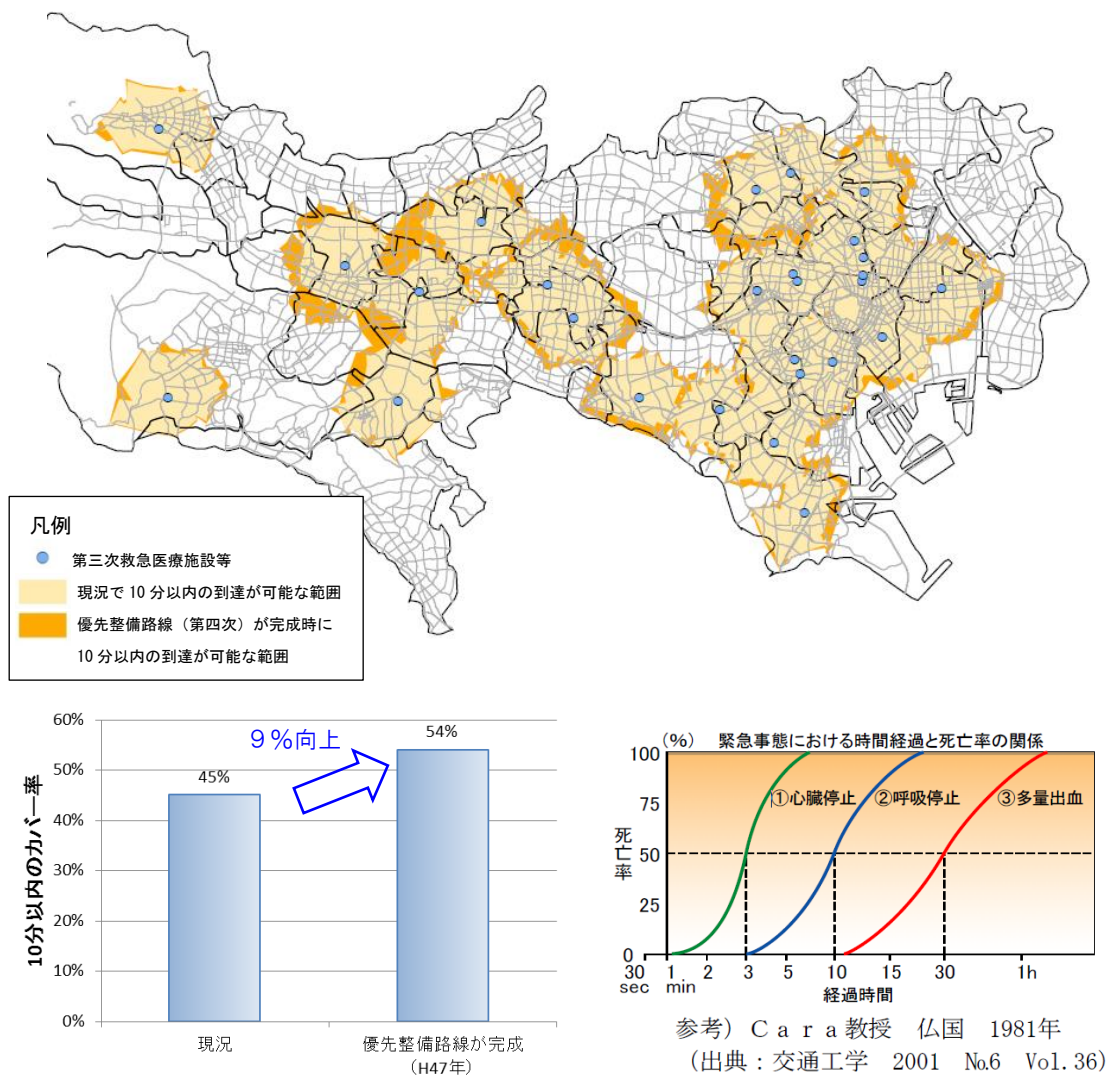 凡例
第三次救急医療施設等
現況で10分以内の到達が可能な範囲
優先整備路線（第四次）が完成時に
10分以内の到達が可能な範囲
10分以内のカバー率
60%
50%
40%
30%
20%
10%
0%
45%
９％向上
54%
現況
優先整備路線が完成
（H47年）
（%） 緊急事態における時間経過と死亡率の関係
死亡率
100
75
50
25
0
①心臓停止
②呼吸停止
③多量出血
30 1 2 3 5 10 15 30 1h
sec min
経過時間
参考）Ｃａｒａ教授　仏国　1981年
（出典：交通工学　2001　№6　Vol.36）